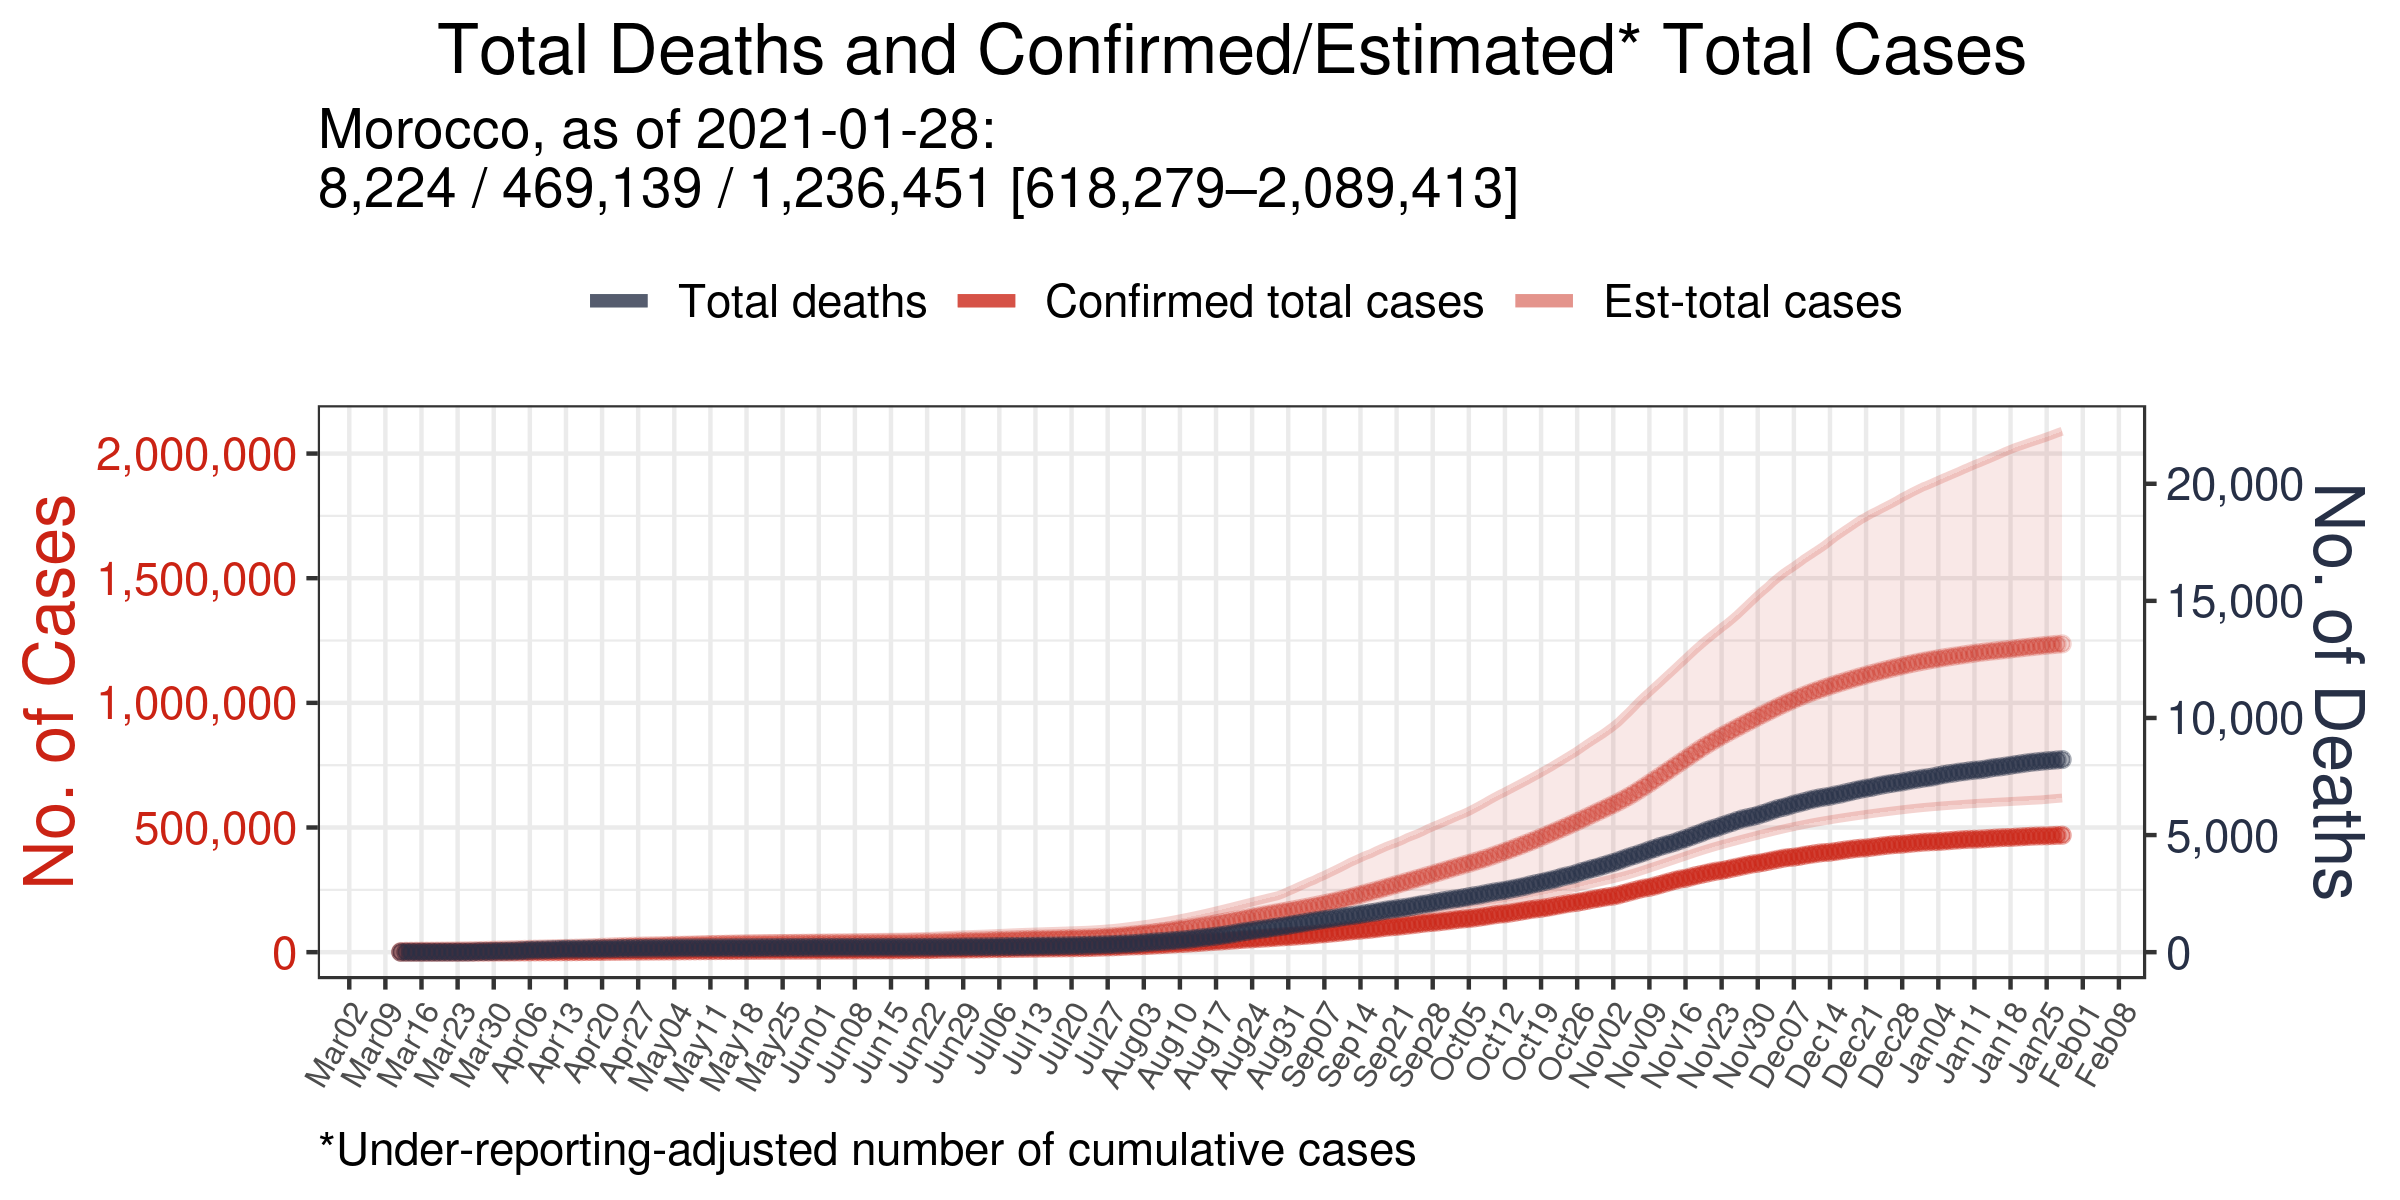 Total Deaths and Confirmed/Estimated* Total Cases
Morocco, as of 2021-01-28:
8,224 / 469,139 / 1,236,451 [618,279–2,089,413]
Total deaths
Confirmed total cases
Est-total cases
No. of Cases
2,000,000
1,500,000
1,000,000
500,000
0
20,000
15,000
10,000
5,000
0
No. of Deaths
Mar02
Mar09
Mar16
Mar23
Mar30
Apr06
Apr13
Apr20
Apr27
May04
May11
May18
May25
Jun01
Jun08
Jun15
Jun22
Jun29
Jul06
Jul13
Jul20
Jul27
Aug03
Aug10
Aug17
Aug24
Aug31
Sep07
Sep14
Sep21
Sep28
Oct05
Oct12
Oct19
Oct26
Nov02
Nov09
Nov16
Nov23
Nov30
Dec07
Dec14
Dec21
Dec28
Jan04
Jan11
Jan18
Jan25
Feb01
Feb08
*Under-reporting-adjusted number of cumulative cases